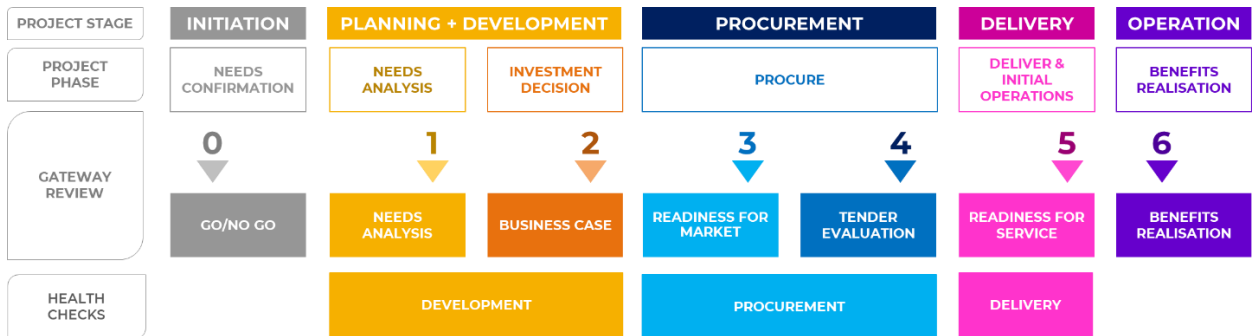 PROJECT STAGE
INITIATION
PLANNING + DEVELOPMENT
PROCUREMENT
DELIVERY
OPERATION
PROJECT
PHASE
NEEDS
CONFIRMATION
NEEDS
ANALYSIS
INVESTMENT
DECISION
PROCURE
DELIVER &
INITIAL
OPERATIONS
BENEFITS
REALISATION
GATEWAY
REVIEW
0
1
2
3
4
5
6
GO/NO GO
NEEDS
ANALYSIS
BUSINESS CASE
READINESS FOR
MARKET
TENDER
EVALUATION
READINESS FOR
SERVICE
BENEFITS
REALISATION
HEALTH
CHECKS
DEVELOPMENT
PROCUREMENT
DELIVERY